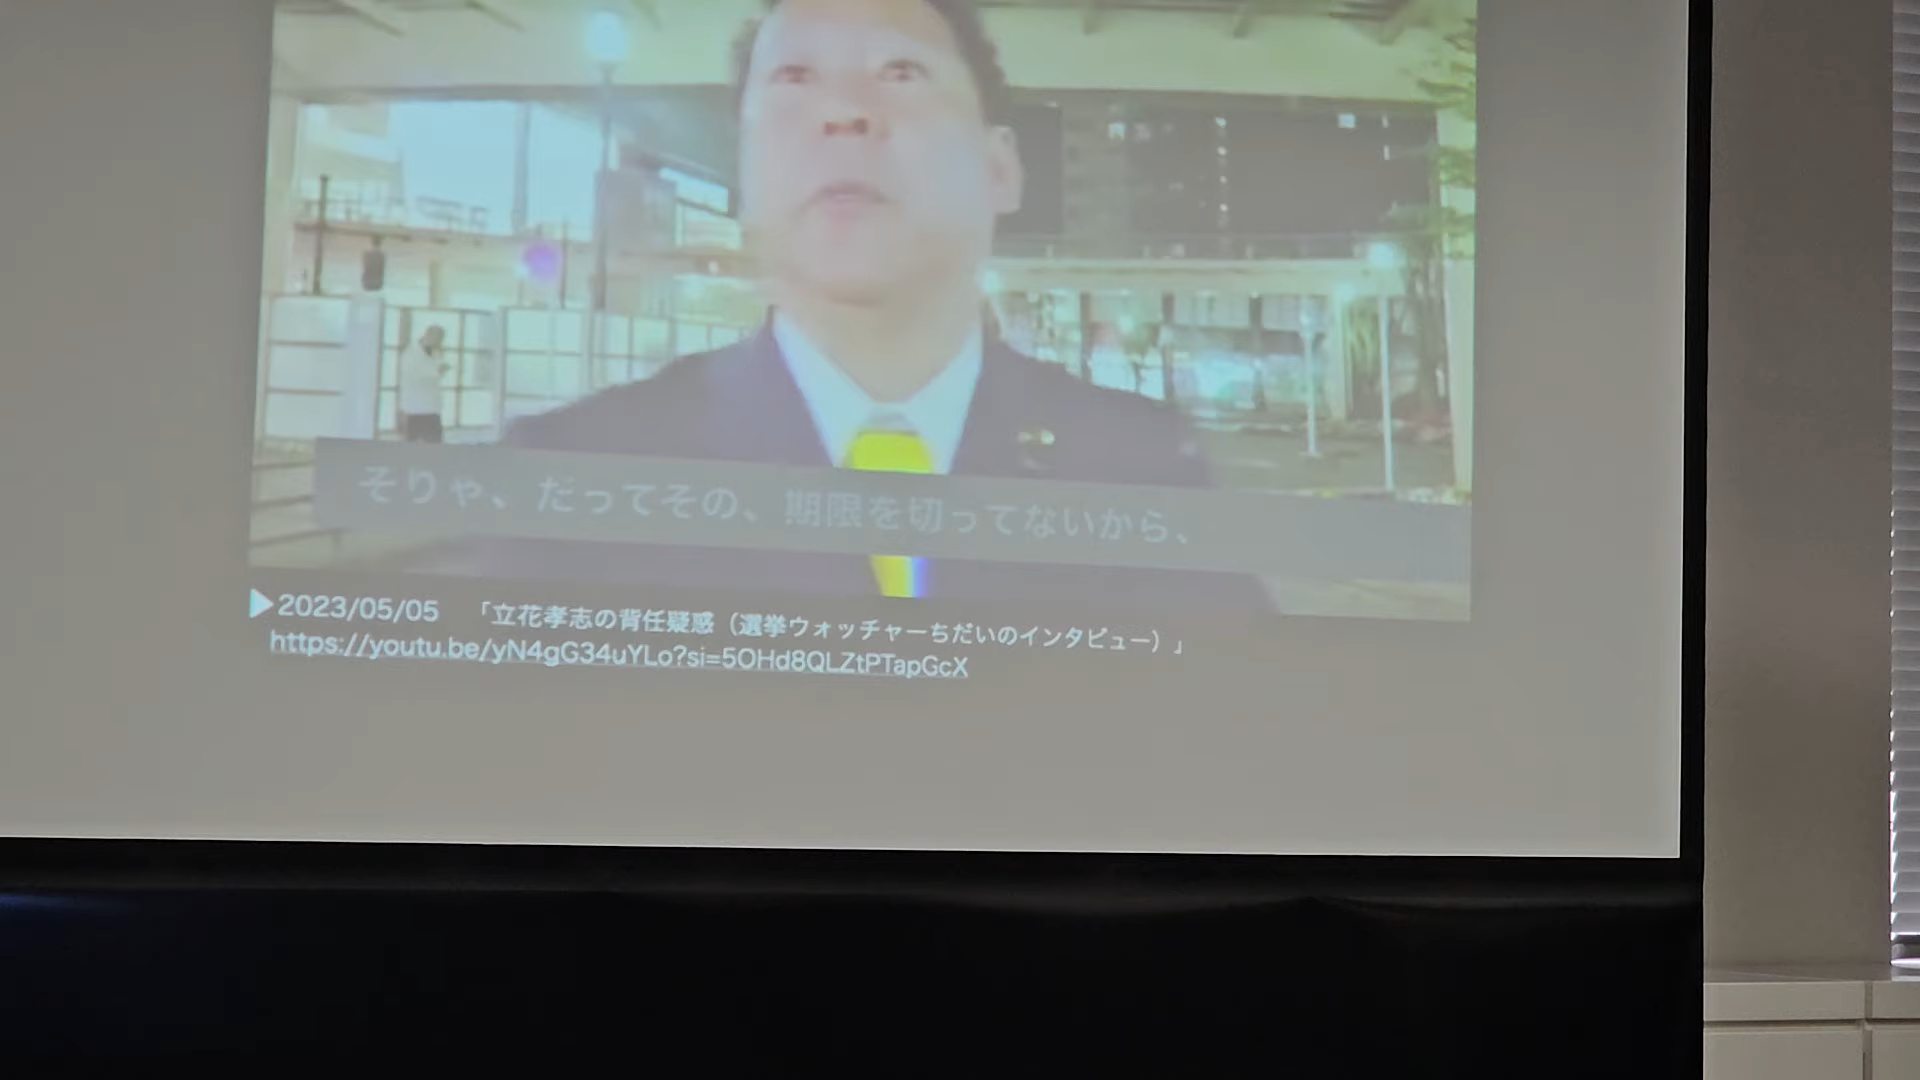 そりゃ、だってその、期限を切ってないから、
▶2023/05/05 「立花孝志の背任疑惑（選挙ウォッチャーちだいのインタビュー）」
https://youtu.be/yN4gG34uYLo?si=5OHd8QLZtPTapGcX